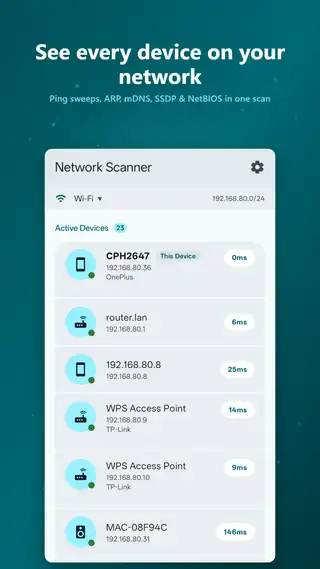 See every device on your
network
Ping sweeps, ARP, mDNS, SSDP & NetBIOS in one scan
Network Scanner
Wi-Fi ▾ 192.168.80.0/24
Active Devices 23
CPH2647 This Device 0ms
192.168.80.36
OnePlus
router.lan 6ms
192.168.80.1
192.168.80.8 25ms
192.168.80.8
WPS Access Point 14ms
192.168.80.9
TP-Link
WPS Access Point 9ms
192.168.80.10
TP-Link
MAC-08F94C 146ms
192.168.80.31